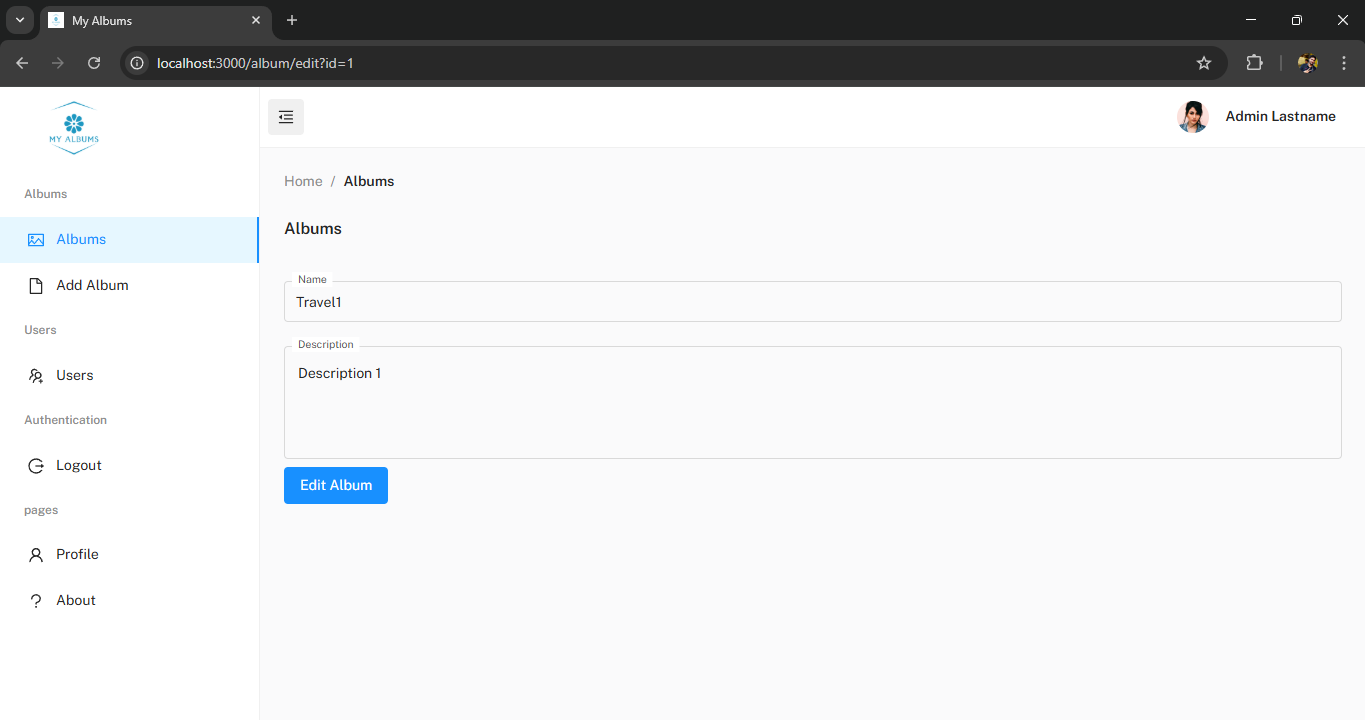 My Albums
localhost:3000/album/edit?id=1
MY ALBUMS
Admin Lastname
Albums
Albums
Add Album
Users
Users
Authentication
Logout
pages
Profile
About
Home / Albums
Albums
Name
Travel1
Description
Description 1
Edit Album